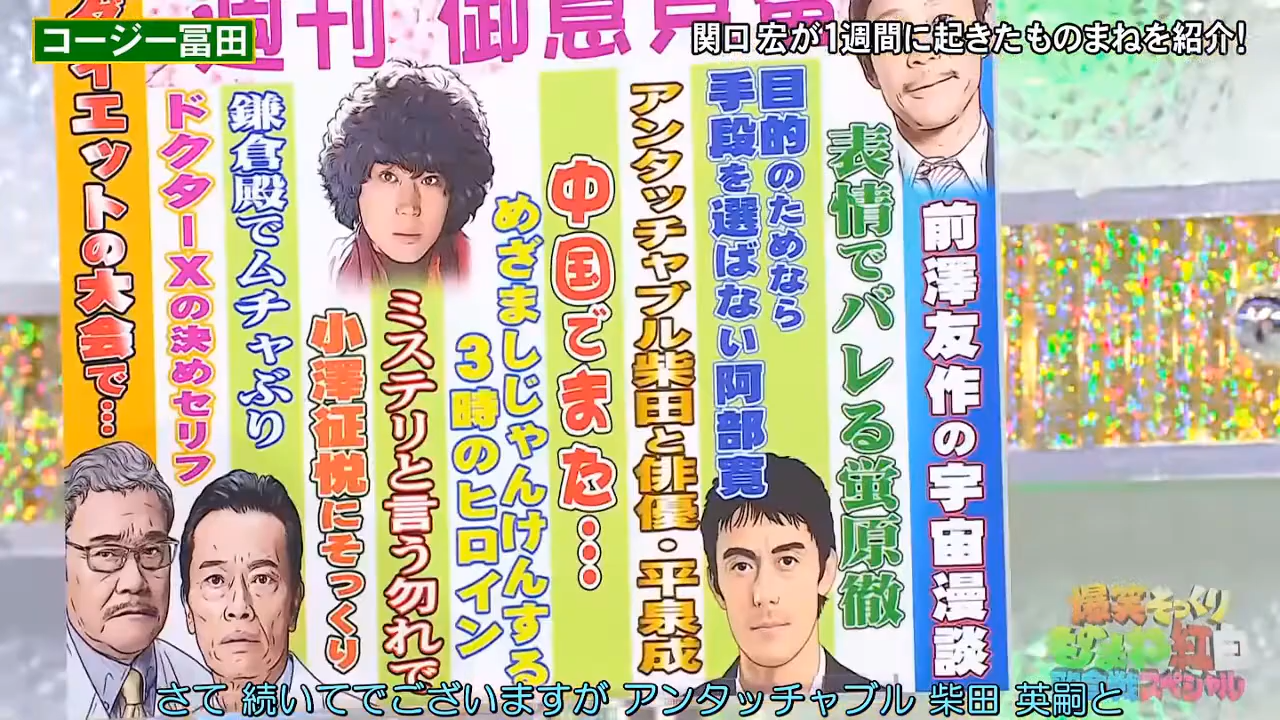 コージー冨田
関口 宏が1週間に起きたものまねを紹介!
週刊 御意見番
前澤友作の宇宙漫談
表情でバレる蛍原徹
目的のためなら
手段を選ばない阿部寛
アンタッチャブル柴田と俳優・平泉成
中国でまた…
めざましじゃんけんする
3時のヒロイン
ミステリと言う勿れで
小澤征悦にそっくり
鎌倉殿でムチャぶり
ドクターXの決めセリフ
ダイエットの大会で…
爆笑そっくり
ものまね紅白
歌合戦スペシャル
さて 続いてでございますが アンタッチャブル 柴田 英嗣と